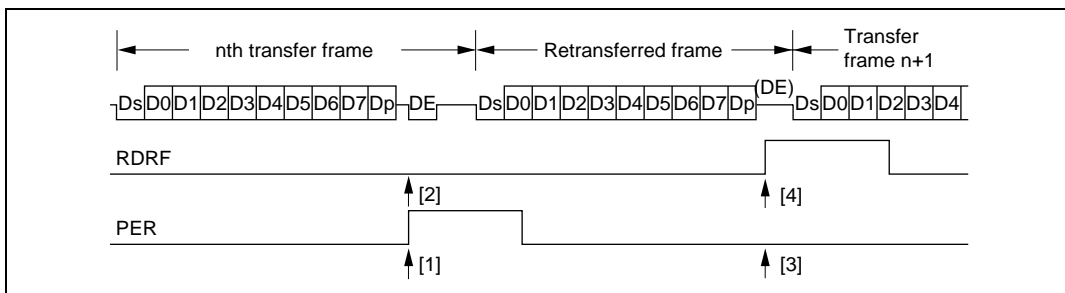 nth transfer frame
Retransferred frame
Transfer
frame n+1
Ds D0 D1 D2 D3 D4 D5 D6 D7 Dp DE Ds D0 D1 D2 D3 D4 D5 D6 D7 Dp (DE) Ds D0 D1 D2 D3 D4
RDRF
[2]
[4]
PER
[1]
[3]